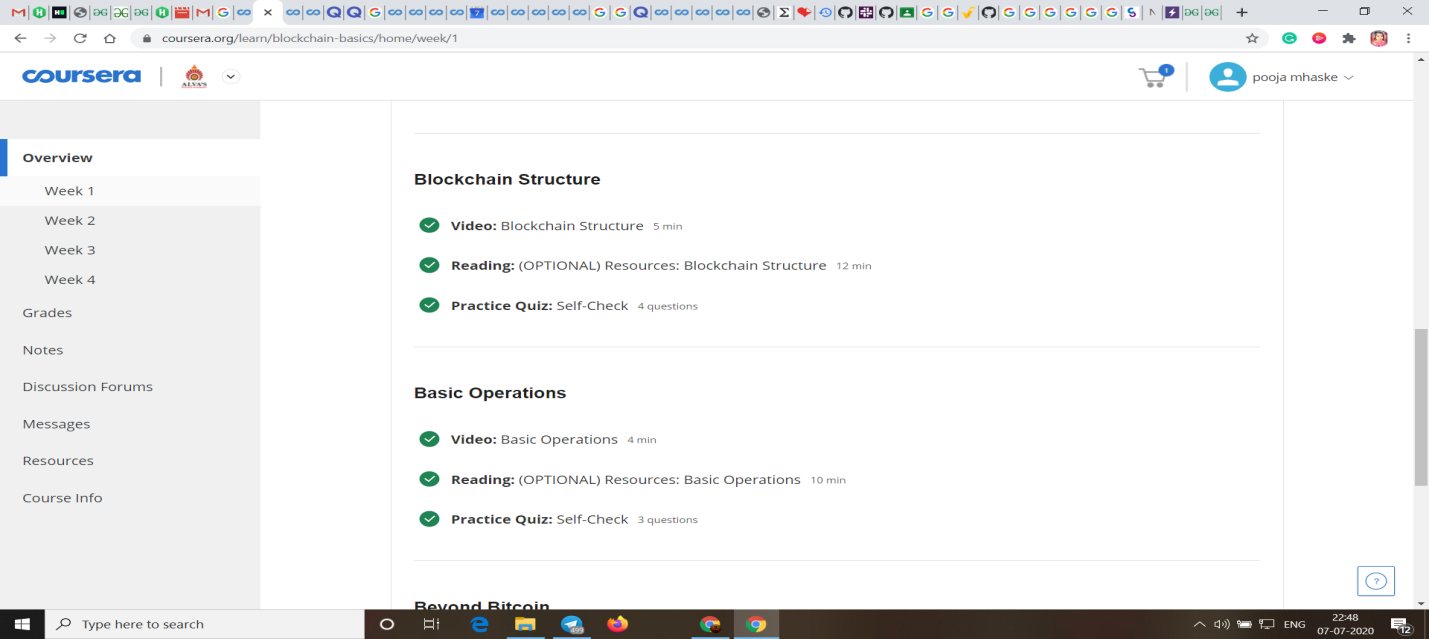 coursera.org/learn/blockchain-basics/home/week/1
coursera
ALVA'S
1
pooja mhaske
Overview
Week 1
Week 2
Week 3
Week 4
Grades
Notes
Discussion Forums
Messages
Resources
Course Info
Blockchain Structure
Video: Blockchain Structure 5 min
Reading: (OPTIONAL) Resources: Blockchain Structure 12 min
Practice Quiz: Self-Check 4 questions
Basic Operations
Video: Basic Operations 4 min
Reading: (OPTIONAL) Resources: Basic Operations 10 min
Practice Quiz: Self-Check 3 questions
Beyond Bitcoin
?
Type here to search
499
ENG
22:48
07-07-2020
12